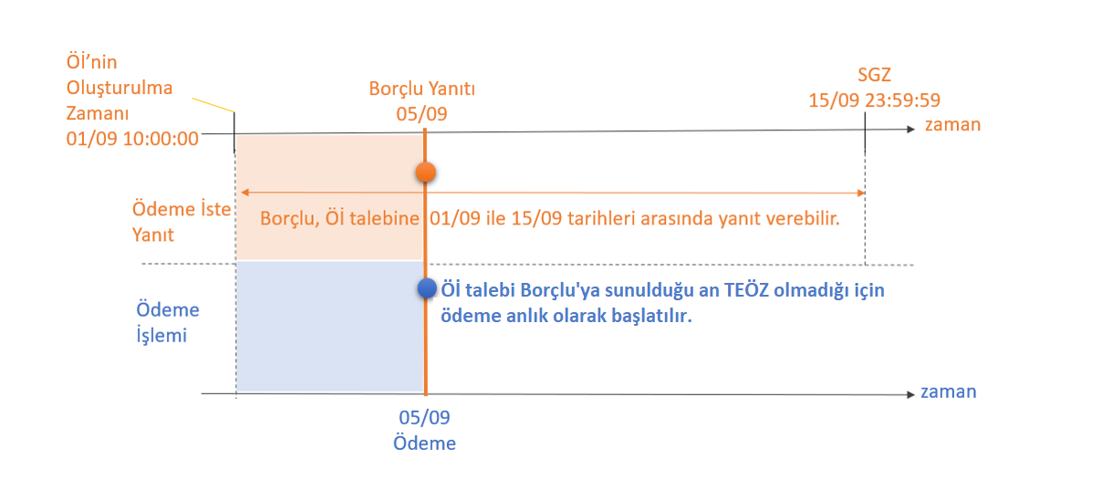 Öİ’nin
Oluşturulma
Zamanı
01/09 10:00:00
Borçlu Yanıtı
05/09
SGZ
15/09 23:59:59
zaman
Ödeme İste
Yanıt
Borçlu, Öİ talebine 01/09 ile 15/09 tarihleri arasında yanıt verebilir.
Ödeme
İşlemi
Öİ talebi Borçlu'ya sunulduğu an TEÖZ olmadığı için
ödeme anlık olarak başlatılır.
zaman
05/09
Ödeme